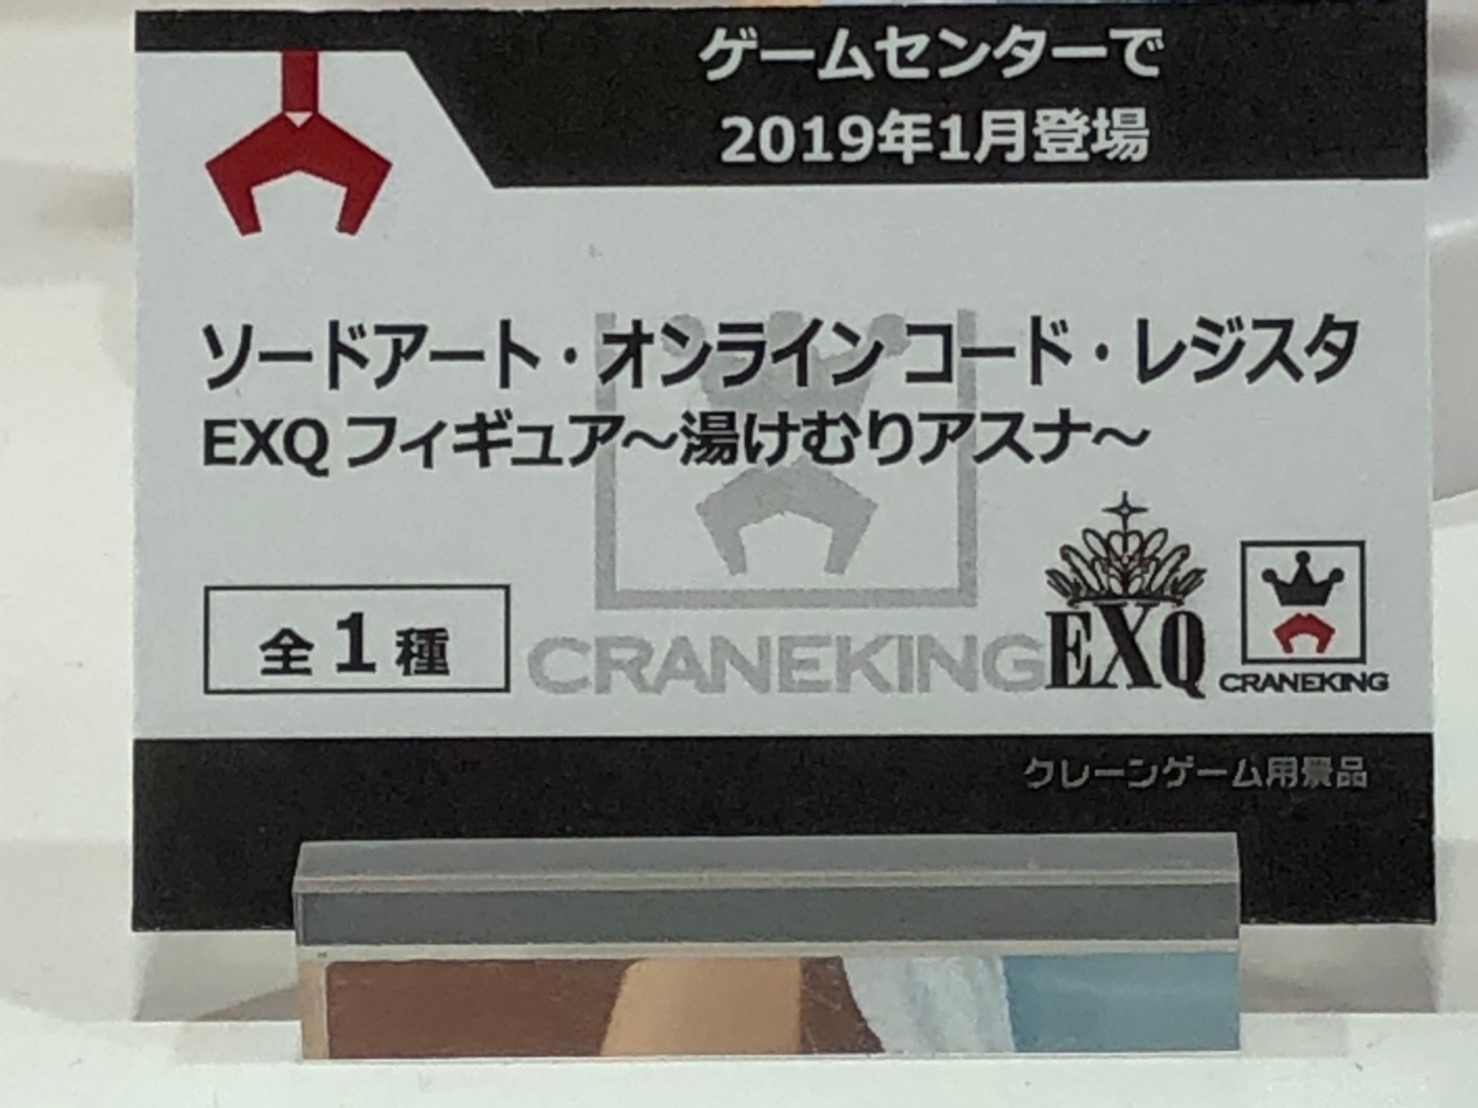 ゲームセンターで
2019年1月登場
ソードアート・オンライン コード・レジスタ
EXQ フィギュア〜湯けむりアスナ〜
全1種
CRANEKING
EXQ
CRANEKING
クレーンゲーム用景品